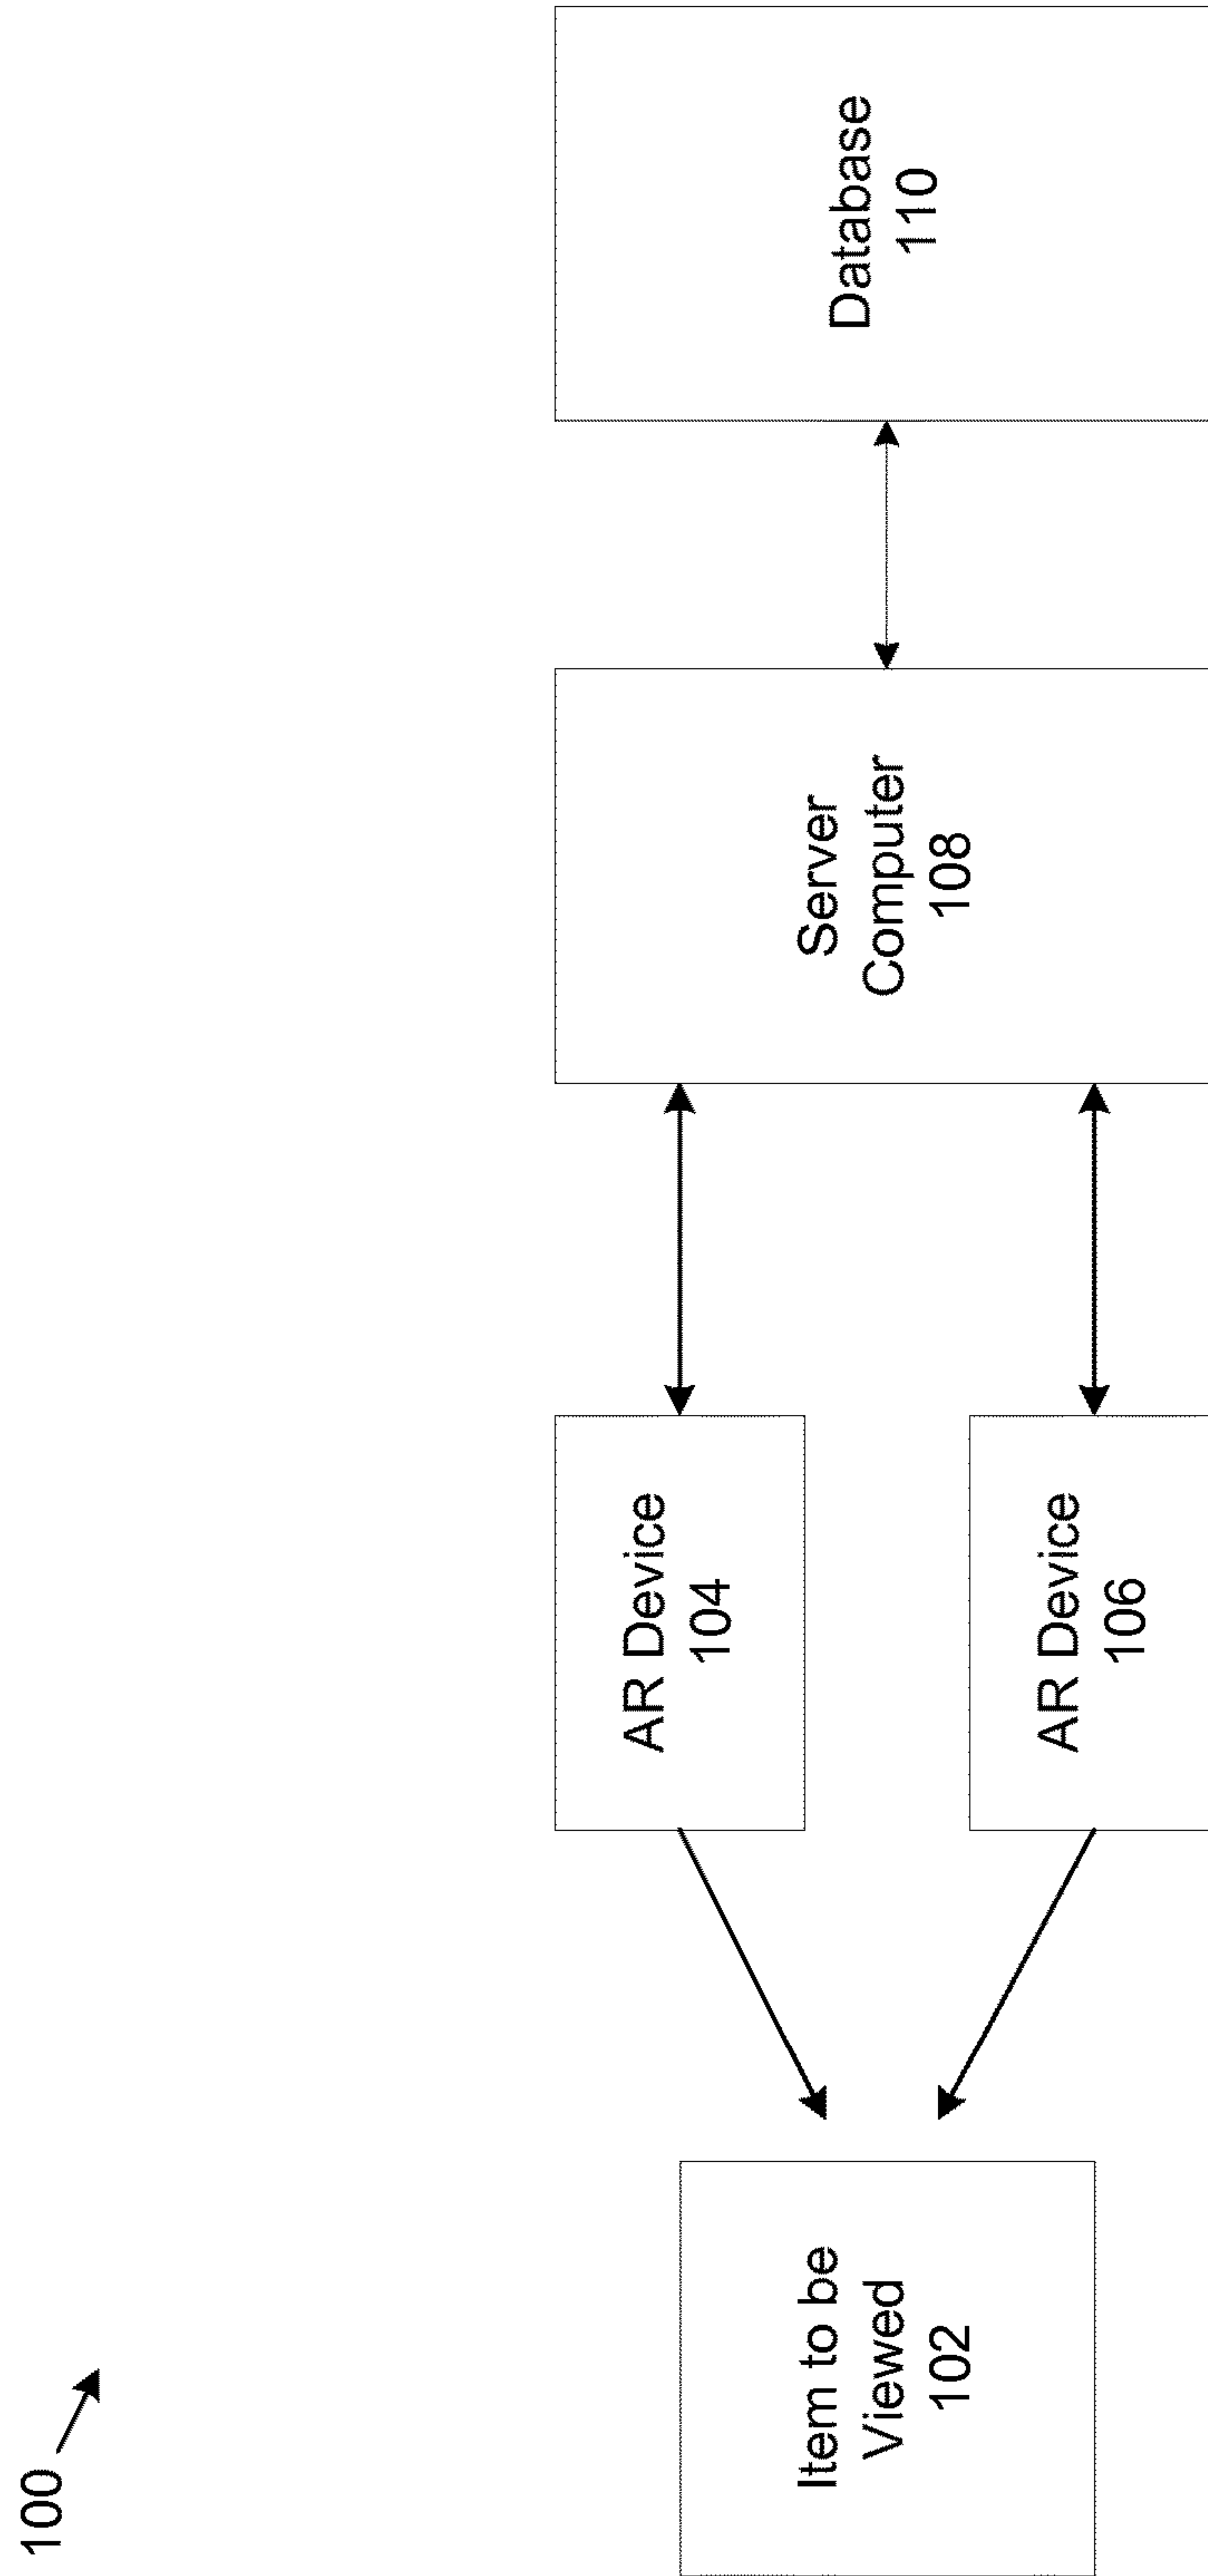 100
Item to be
Viewed
102
AR Device
104
AR Device
106
Server
Computer
108
Database
110